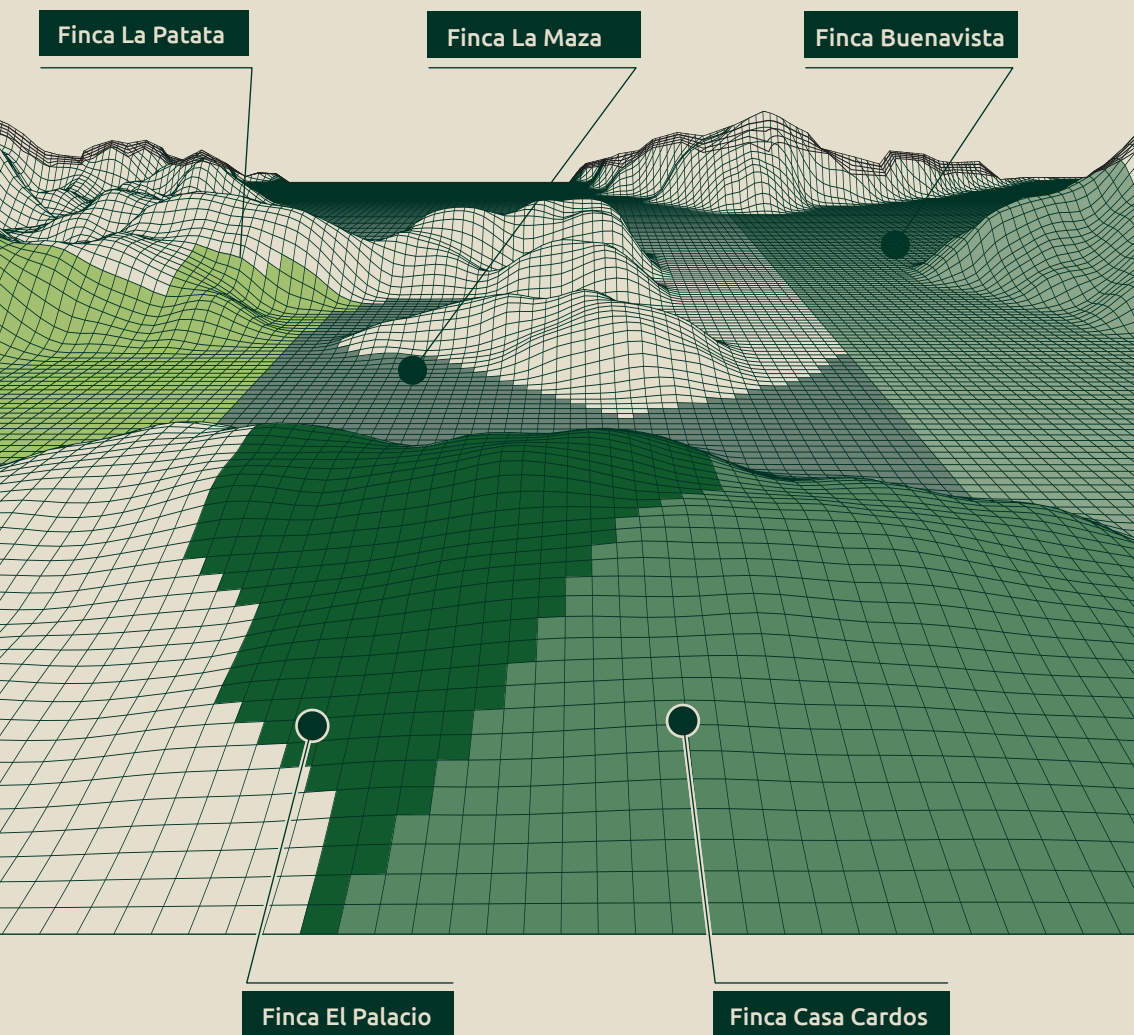 Finca La Patata
Finca La Maza
Finca Buenavista
Finca El Palacio
Finca Casa Cardos